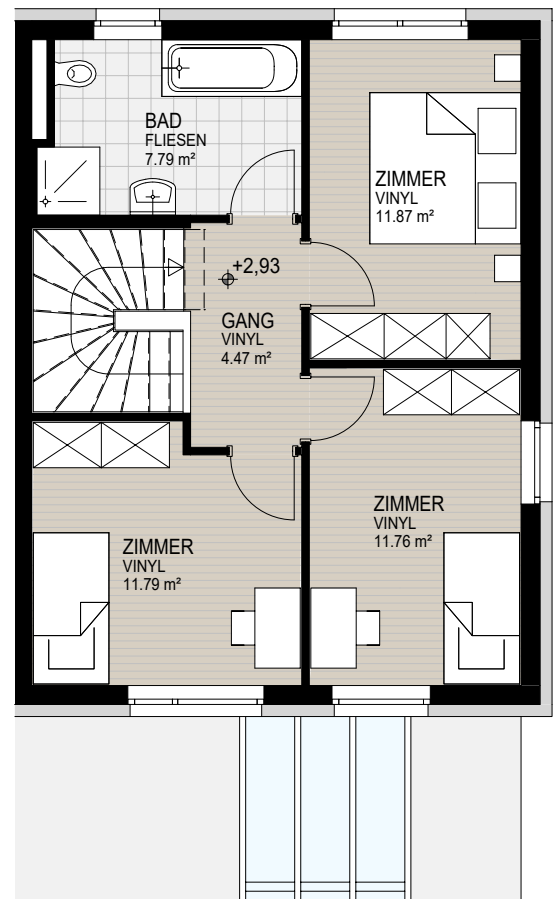 BAD
FLIESEN
7.79 m²
ZIMMER
VINYL
11.87 m²
+2,93
GANG
VINYL
4.47 m²
ZIMMER
VINYL
11.76 m²
ZIMMER
VINYL
11.79 m²